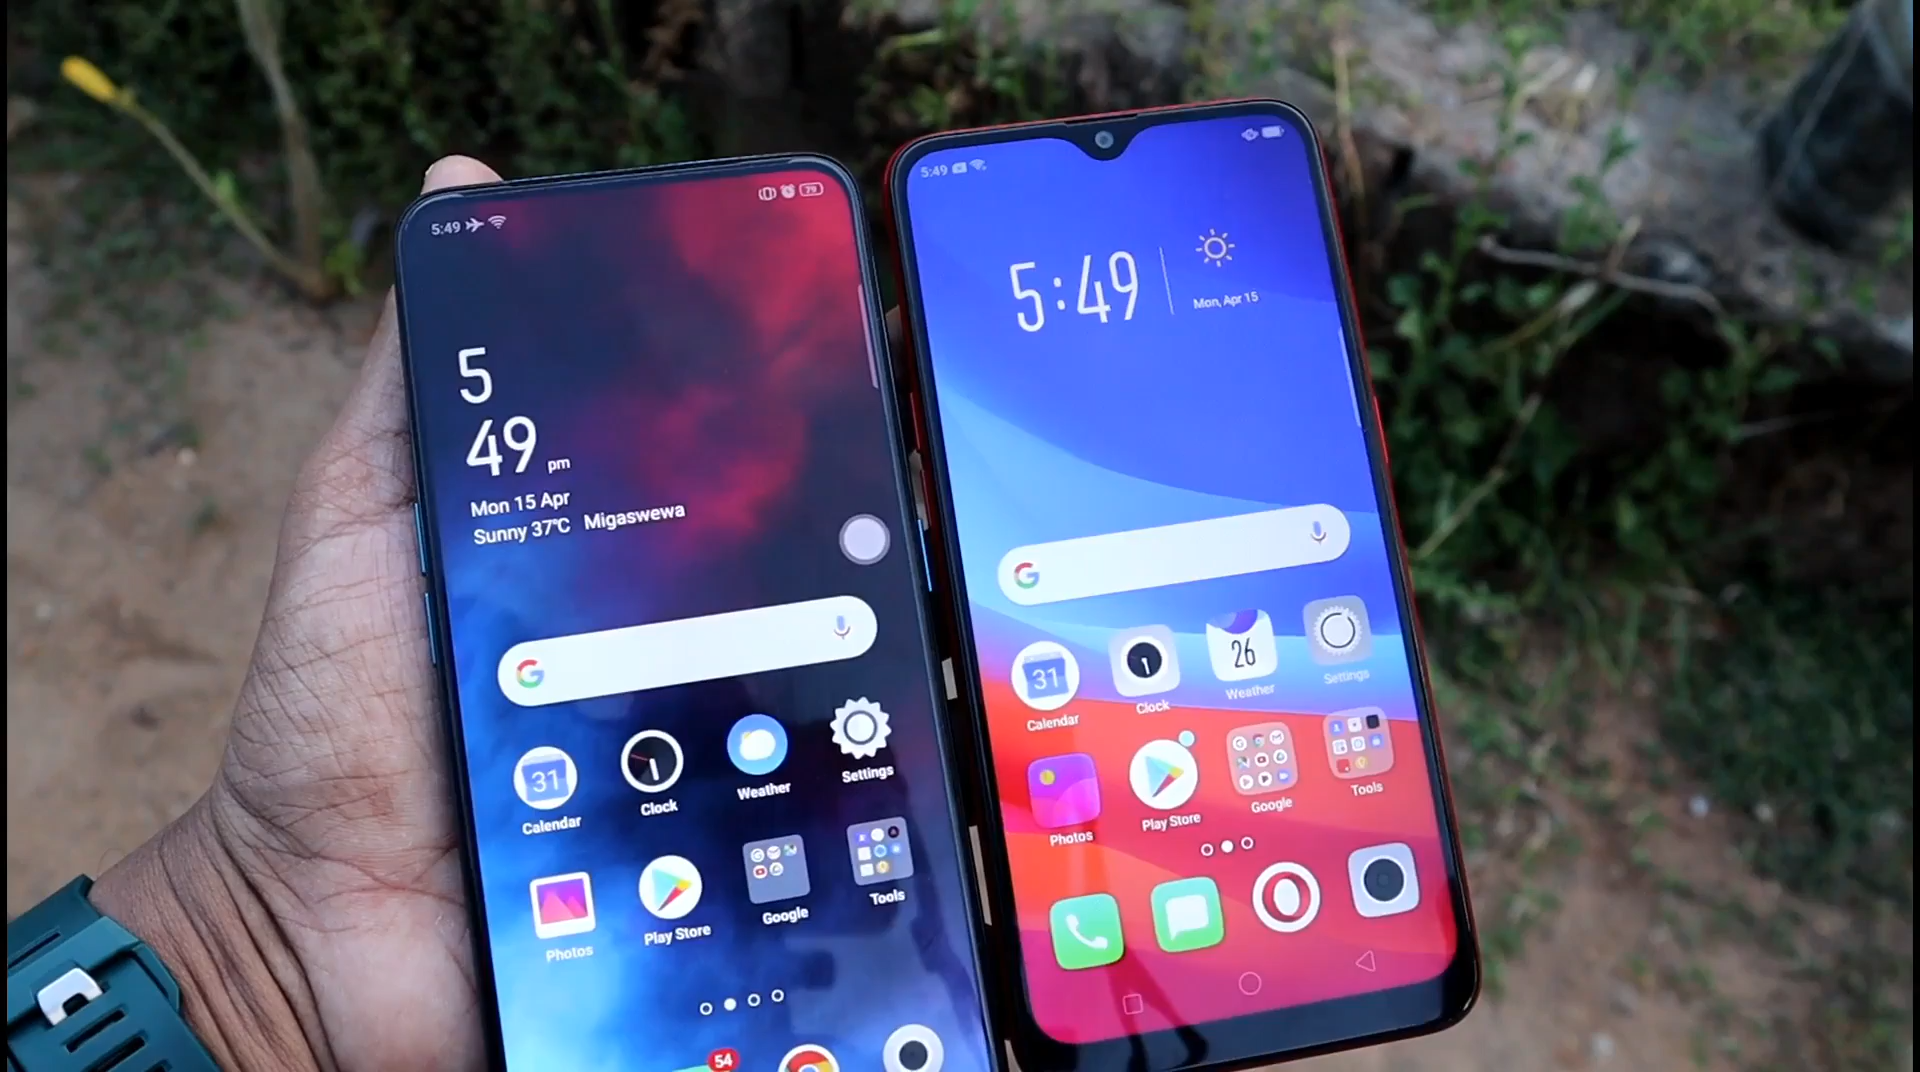 5:49
79
5
49 pm
Mon 15 Apr
Sunny 37℃ Migaswewa
G
31
Calendar
Clock
Weather
Settings
Photos
Play Store
Google
Tools
54
5:49
5:49
Mon, Apr 15
G
31
Calendar
Clock
26
Weather
Settings
Photos
Play Store
Google
Tools